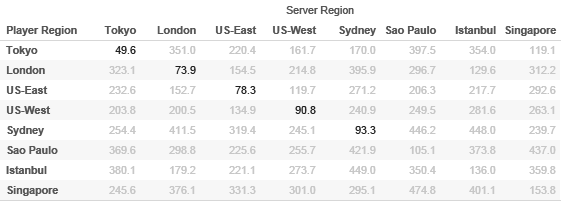 Server Region
Player Region Tokyo London US-East US-West Sydney Sao Paulo Istanbul Singapore
Tokyo 49.6 351.0 220.4 161.7 170.0 397.5 354.0 119.1
London 323.1 73.9 154.5 214.8 395.9 296.7 129.6 312.2
US-East 232.6 152.7 78.3 119.7 271.2 206.3 217.7 292.6
US-West 203.8 200.5 134.9 90.8 240.9 249.5 281.6 263.1
Sydney 254.4 411.5 319.4 245.1 93.3 446.2 448.0 239.7
Sao Paulo 369.6 298.8 225.6 255.7 421.9 105.1 373.8 437.0
Istanbul 380.1 179.2 221.1 273.7 449.0 350.4 136.0 359.8
Singapore 245.6 376.1 331.3 301.0 295.1 474.8 401.1 153.8